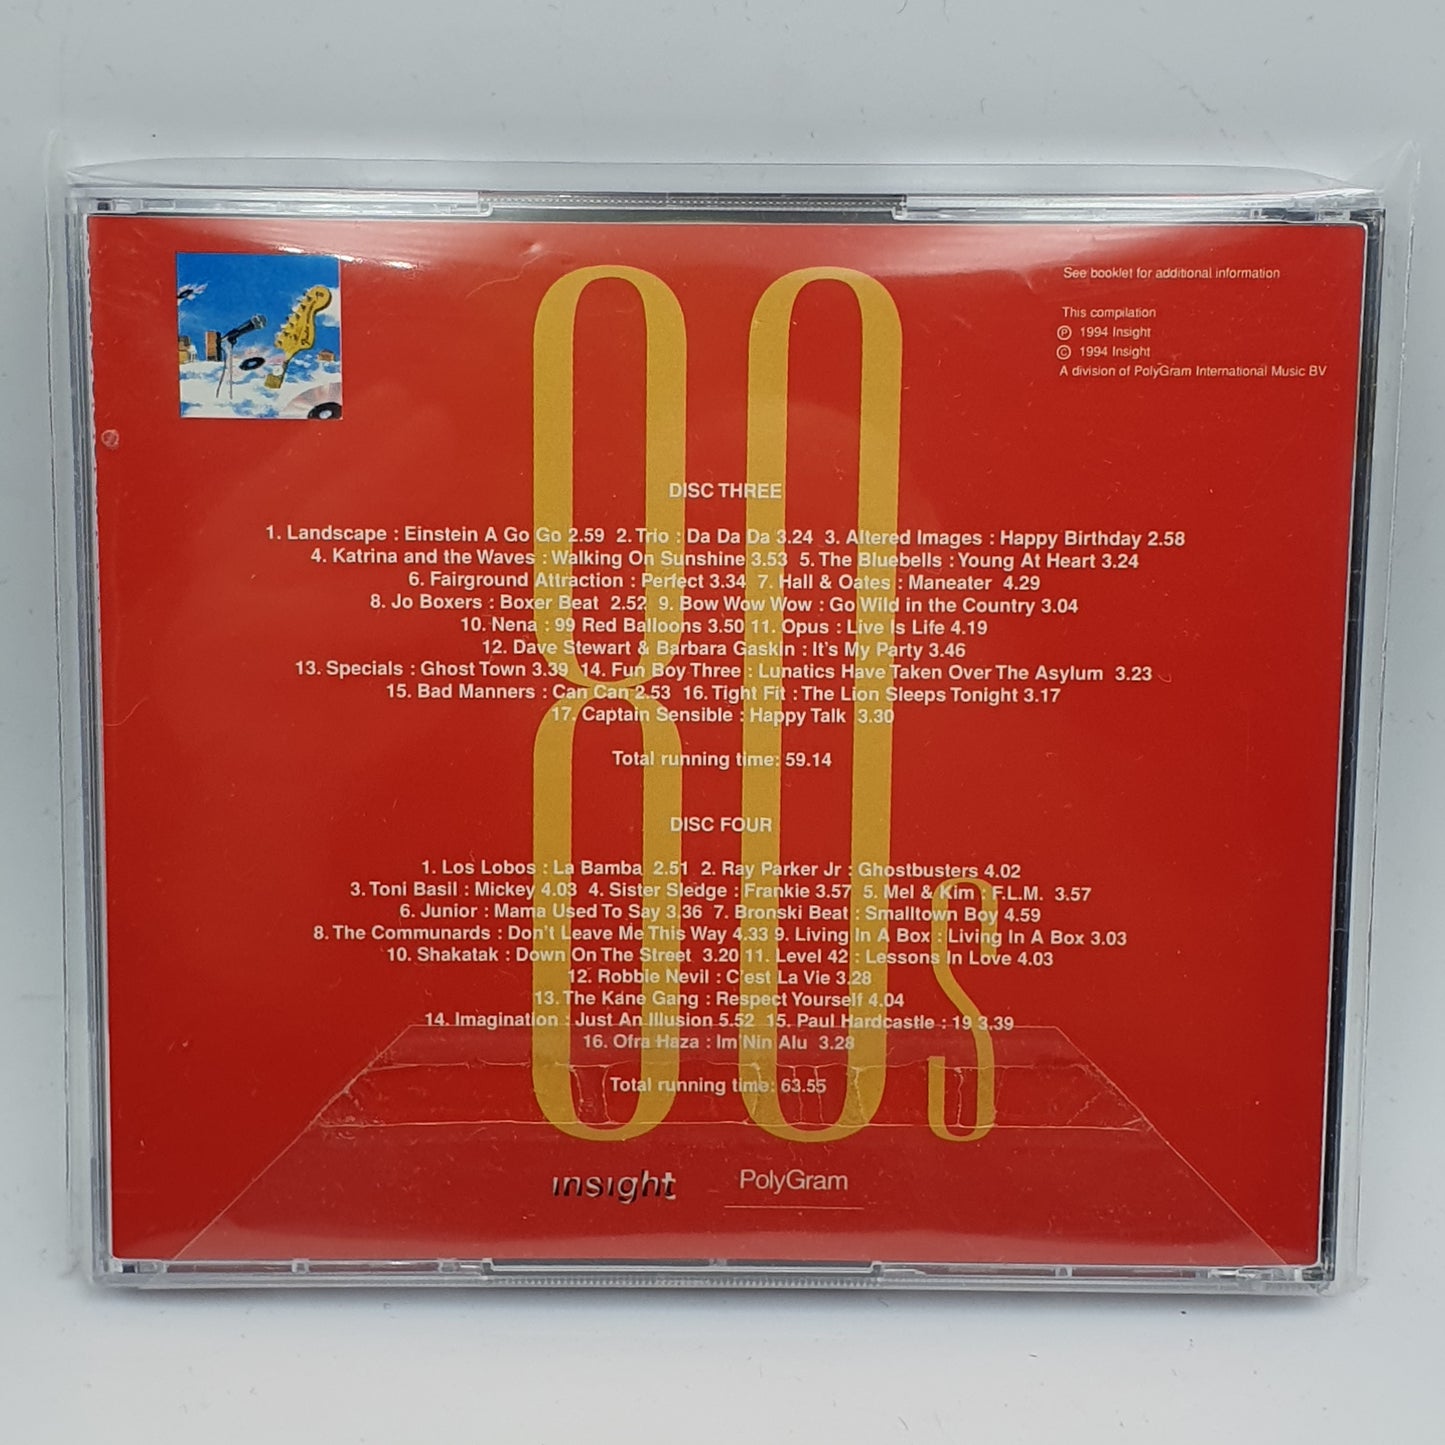 80s
See booklet for additional information
This compilation
℗ 1994 Insight
© 1994 Insight
A division of PolyGram International Music BV
DISC THREE
1. Landscape : Einstein A Go Go 2.59 2. Trio : Da Da Da 3.24 3. Altered Images : Happy Birthday 2.58
4. Katrina and the Waves : Walking On Sunshine 3.53 5. The Bluebells : Young At Heart 3.24
6. Fairground Attraction : Perfect 3.34 7. Hall & Oates : Maneater 4.29
8. Jo Boxers : Boxer Beat 2.52 9. Bow Wow Wow : Go Wild in the Country 3.04
10. Nena : 99 Red Balloons 3.50 11. Opus : Live Is Life 4.19
12. Dave Stewart & Barbara Gaskin : It's My Party 3.46
13. Specials : Ghost Town 3.39 14. Fun Boy Three : Lunatics Have Taken Over The Asylum 3.23
15. Bad Manners : Can Can 2.53 16. Tight Fit : The Lion Sleeps Tonight 3.17
17. Captain Sensible : Happy Talk 3.30
Total running time: 59.14
DISC FOUR
1. Los Lobos : La Bamba 2.51 2. Ray Parker Jr : Ghostbusters 4.02
3. Toni Basil : Mickey 4.03 4. Sister Sledge : Frankie 3.57 5. Mel & Kim : F.L.M. 3.57
6. Junior : Mama Used To Say 3.36 7. Bronski Beat : Smalltown Boy 4.59
8. The Communards : Don't Leave Me This Way 4.33 9. Living In A Box : Living In A Box 3.03
10. Shakatak : Down On The Street 3.20 11. Level 42 : Lessons In Love 4.03
12. Robbie Nevil : C'est La Vie 3.28
13. The Kane Gang : Respect Yourself 4.04
14. Imagination : Just An Illusion 5.52 15. Paul Hardcastle : 19 3.39
16. Ofra Haza : Im Nin Alu 3.28
Total running time: 63.55
insight PolyGram